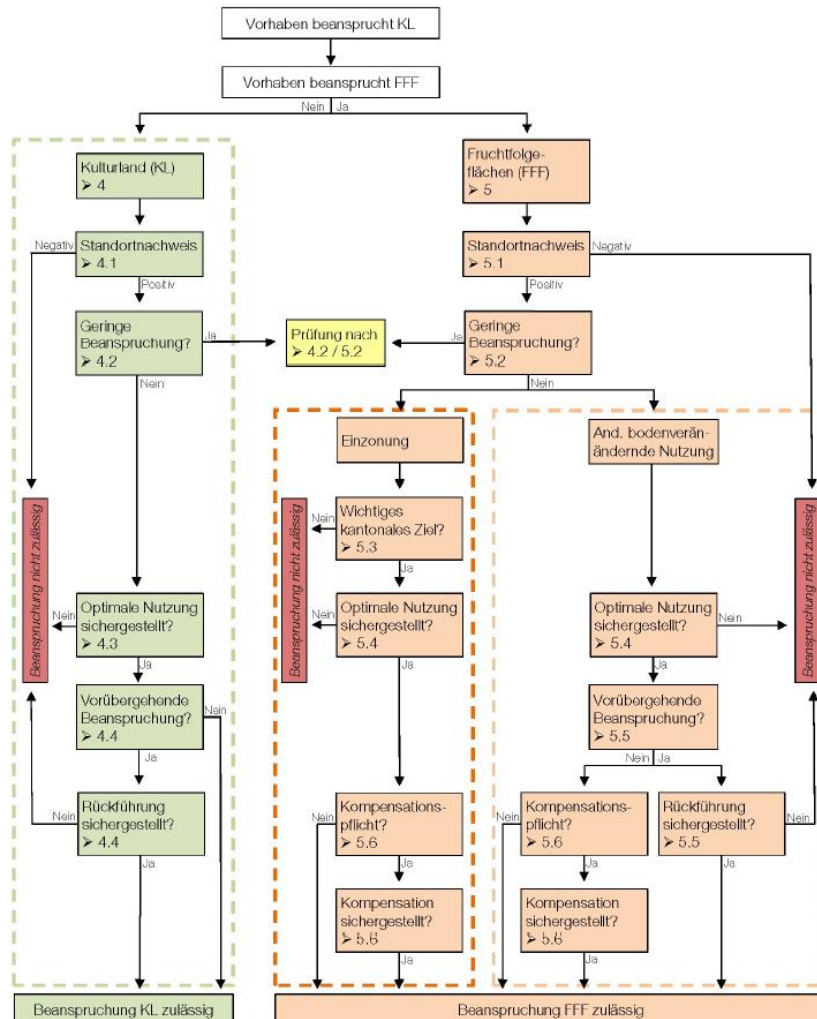 Vorhaben beansprucht KL
Vorhaben beansprucht FFF
Nein
Ja
Kulturland (KL)
➢ 4
Negativ
Standortnachweis
➢ 4.1
Positiv
Geringe
Beanspruchung?
➢ 4.2
Ja
Nein
Prüfung nach
➢ 4.2 / 5.2
Beanspruchung nicht zulässig
Optimale Nutzung
sichergestellt?
➢ 4.3
Nein
Ja
Vorübergehende
Beanspruchung?
➢ 4.4
Nein
Ja
Rückführung
sichergestellt?
➢ 4.4
Nein
Ja
Beanspruchung KL zulässig
Fruchtfolge-
flächen (FFF)
➢ 5
Standortnachweis
➢ 5.1
Negativ
Positiv
Geringe
Beanspruchung?
➢ 5.2
Ja
Nein
Einzonung
Wichtiges
kantonales Ziel?
➢ 5.3
Nein
Ja
Beanspruchung nicht zulässig
Optimale Nutzung
sichergestellt?
➢ 5.4
Nein
Ja
Kompensations-
pflicht?
➢ 5.6
Nein
Ja
Kompensation
sichergestellt?
➢ 5.6
Ja
And. bodenverän-
ändernde Nutzung
Optimale Nutzung
sichergestellt?
➢ 5.4
Nein
Ja
Beanspruchung nicht zulässig
Vorübergehende
Beanspruchung?
➢ 5.5
Nein
Ja
Kompensations-
pflicht?
➢ 5.6
Nein
Ja
Rückführung
sichergestellt?
➢ 5.5
Nein
Ja
Kompensation
sichergestellt?
➢ 5.6
Ja
Beanspruchung FFF zulässig